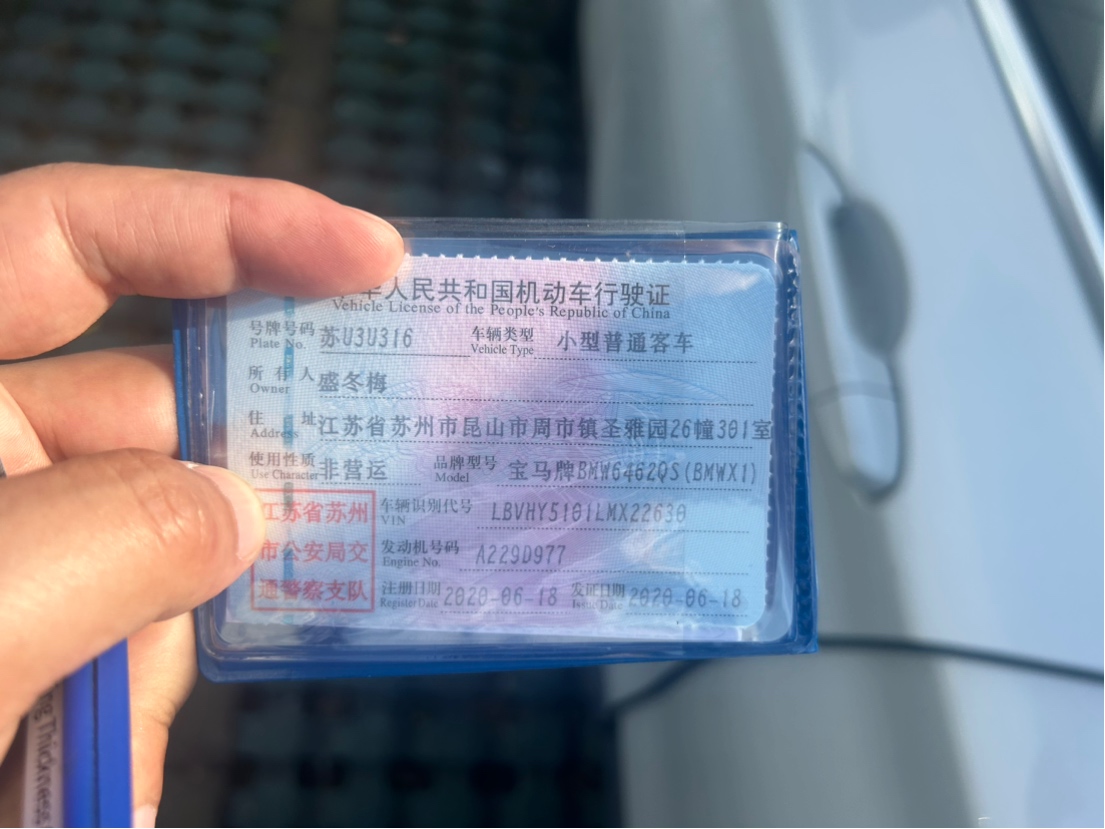 华人民共和国机动车行驶证
Vehicle License of the People's Republic of China
号牌号码 苏U3U316 车辆类型 小型普通客车
Plate No. Vehicle Type
所有人 盛冬梅
Owner
住址 江苏省苏州市昆山市周市镇圣雅园26幢301室
Address
使用性质 非营运 品牌型号 宝马牌BMW6462QS(BMWX1)
Use Character Model
江苏省苏州 车辆识别代号 LBVHY5101LMX22630
VIN
市公安局交 发动机号码 A229D977
Engine No.
通警察支队 注册日期 2020-06-18 发证日期 2020-06-18
Register Date Issue Date
Thickness